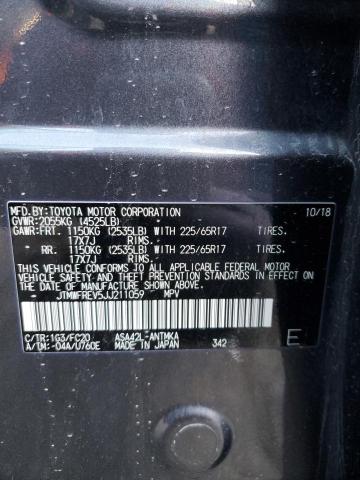 MFD.BY:TOYOTA MOTOR CORPORATION 10/18
GVWR:2055KG (4525LB)
GAWR:FRT. 1150KG (2535LB) WITH 225/65R17 TIRES.
17X7J RIMS.
RR. 1150KG (2535LB) WITH 225/65R17 TIRES.
17X7J RIMS.
THIS VEHICLE CONFORMS TO ALL APPLICABLE
FEDERAL MOTOR VEHICLE SAFETY STANDARDS IN EFFECT
ON THE DATE OF MANUFACTURE SHOWN ABOVE.
JTMWFREV5JJ211059 MPV
C/TR:1G3/FC20 ASA42L-ANTMKA
A/TM:-04A/U760E MADE IN JAPAN 342 E